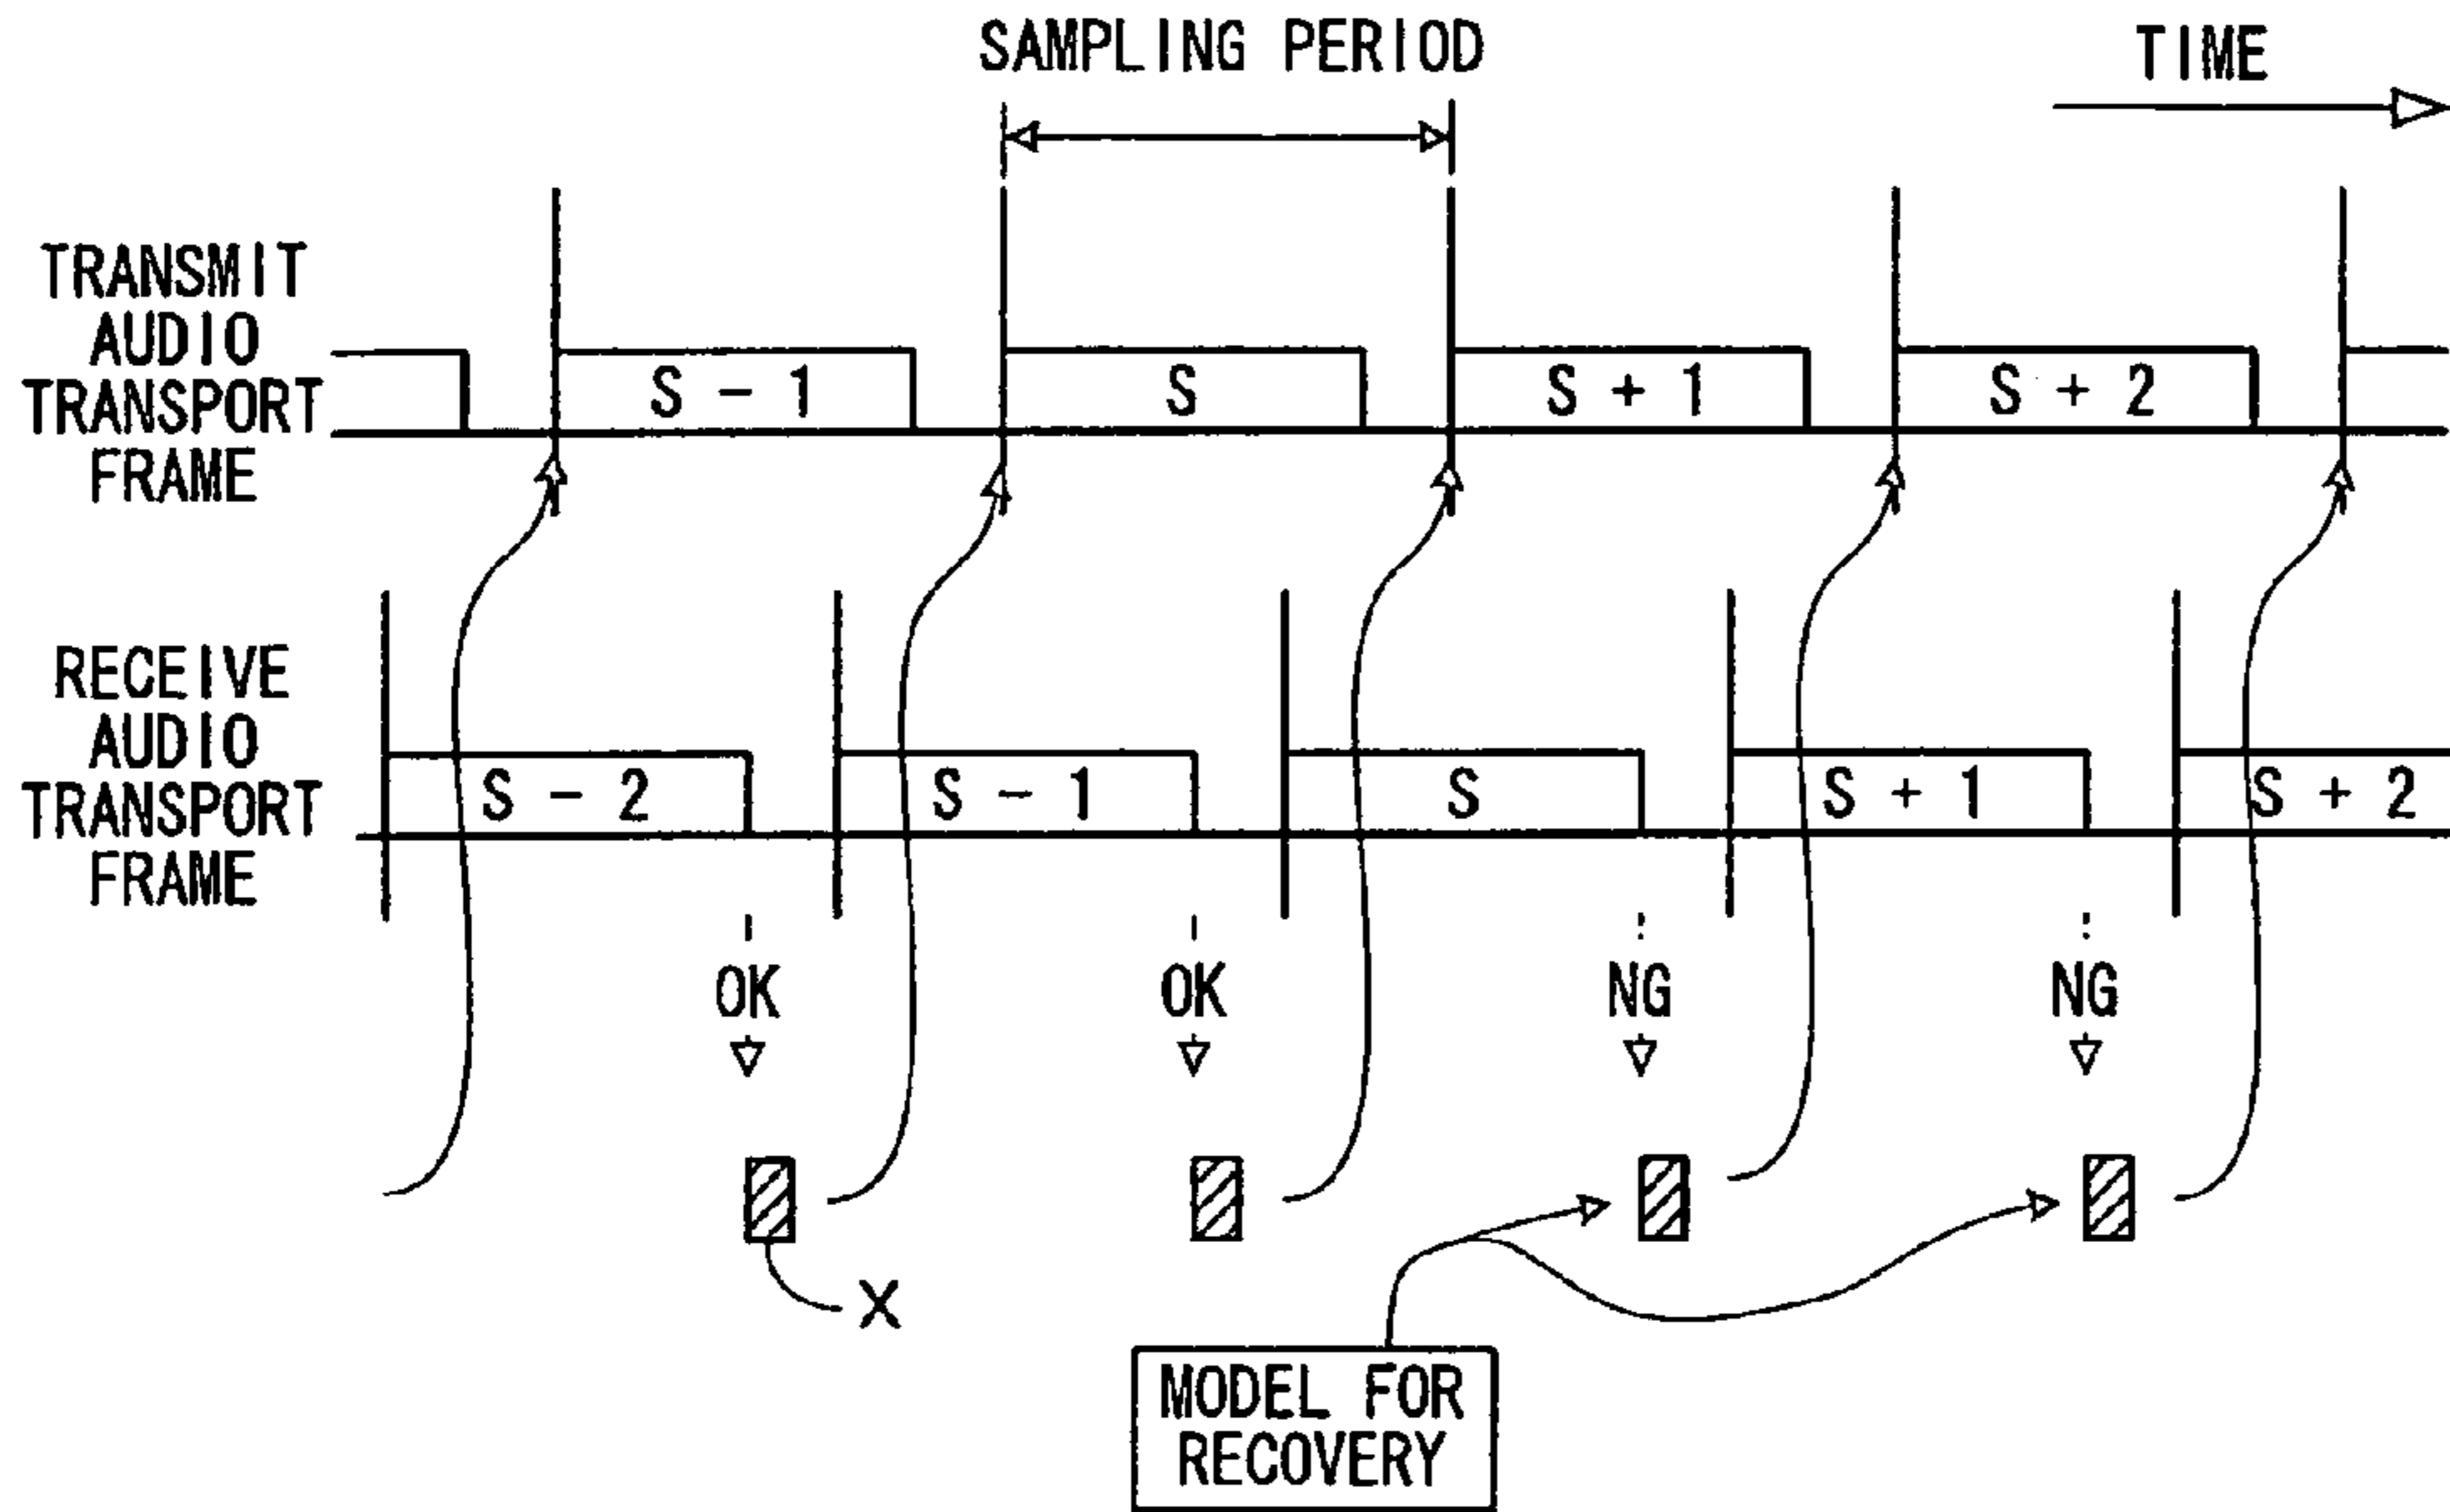 SAMPLING PERIOD
TIME
TRANSMIT
AUDIO
TRANSPORT
FRAME
S - 1
S
S + 1
S + 2
RECEIVE
AUDIO
TRANSPORT
FRAME
S - 2
S - 1
S
S + 1
S + 2
OK
OK
NG
NG
X
MODEL FOR
RECOVERY